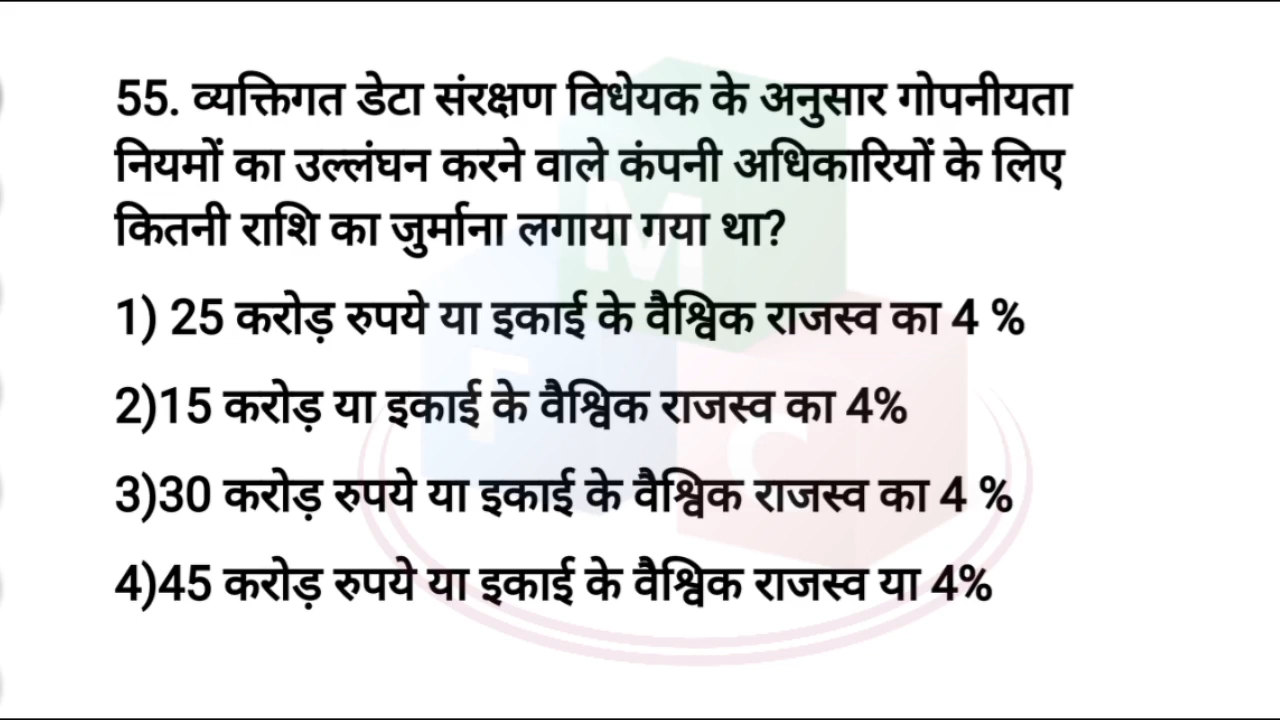 55. व्यक्तिगत डेटा संरक्षण विधेयक के अनुसार गोपनीयता
नियमों का उल्लंघन करने वाले कंपनी अधिकारियों के लिए
कितनी राशि का जुर्माना लगाया गया था?
1) 25 करोड़ रुपये या इकाई के वैश्विक राजस्व का 4 %
2)15 करोड़ या इकाई के वैश्विक राजस्व का 4%
3)30 करोड़ रुपये या इकाई के वैश्विक राजस्व का 4 %
4)45 करोड़ रुपये या इकाई के वैश्विक राजस्व या 4%
M
F
C